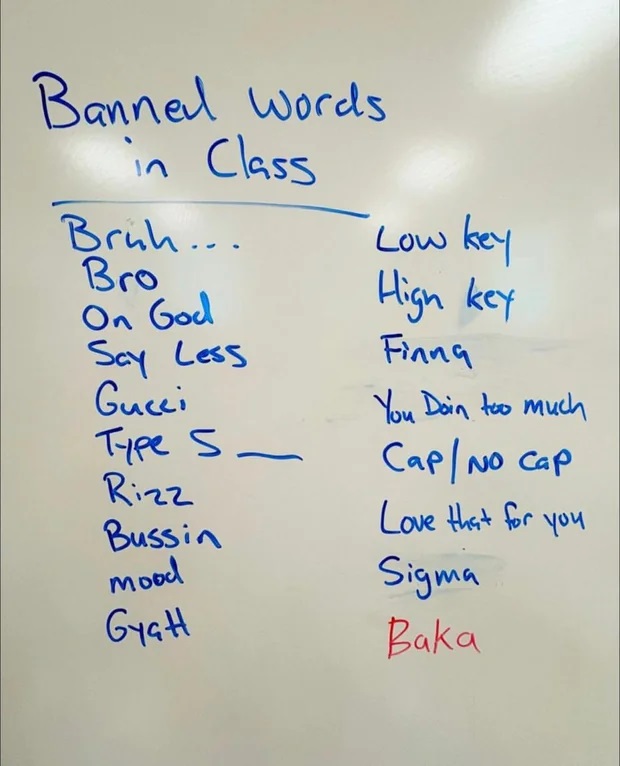 Banned words
in Class
Bruh...
Bro
On God
Say Less
Gucci
Type S __
Rizz
Bussin
mood
Gyatt
Low key
High key
Finna
You Doin too much
Cap/No cap
Love that for you
Sigma
Baka